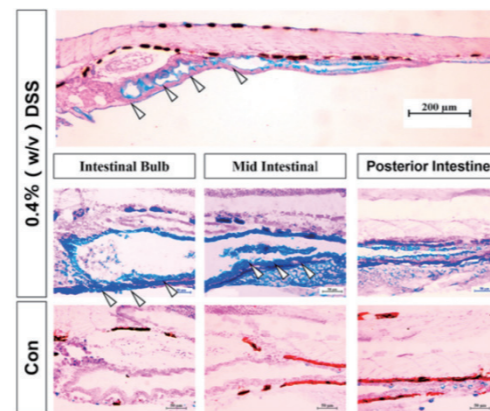 0.4% ( w/v ) DSS
200 μm
Intestinal Bulb
Mid Intestinal
Posterior Intestine
Con